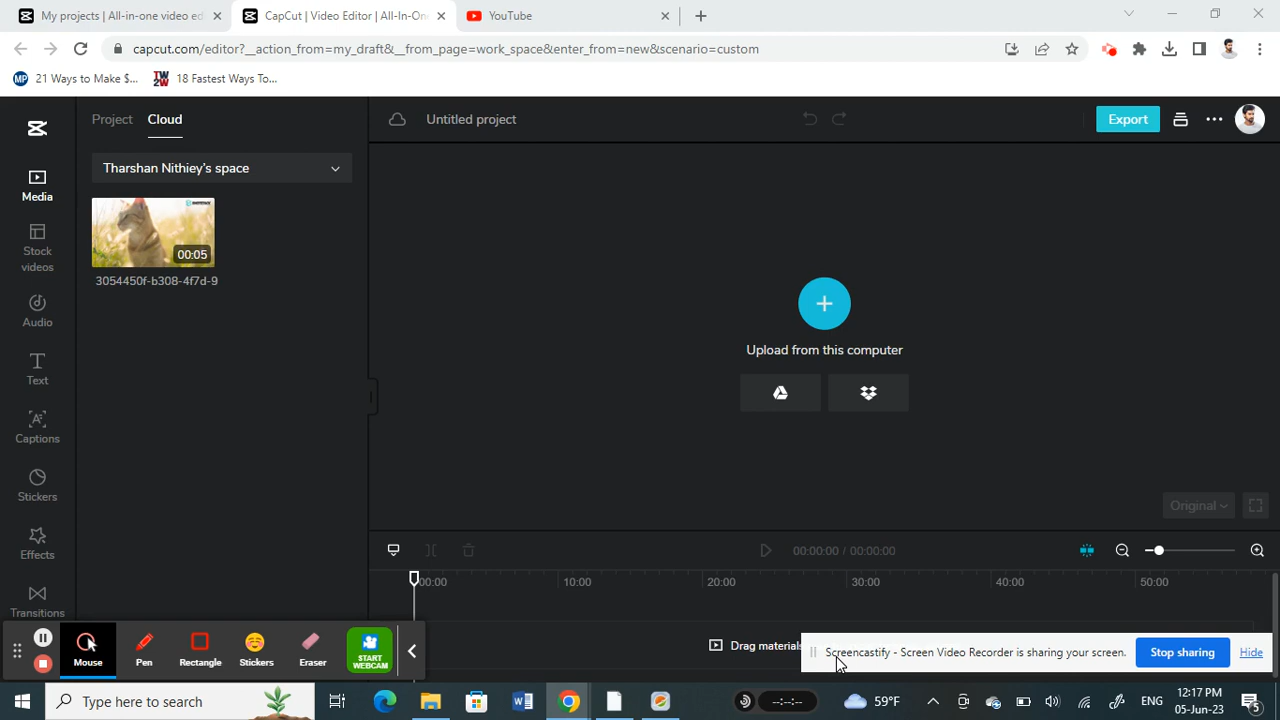 My projects | All-in-one video ed
CapCut | Video Editor | All-In-On
YouTube
capcut.com/editor?__action_from=my_draft&__from_page=work_space&enter_from=new&scenario=custom
MP 21 Ways to Make $...
TW 2W 18 Fastest Ways To...
Project
Cloud
Untitled project
Export
Tharshan Nithiey's space
00:05
3054450f-b308-4f7d-9
Media
Stock videos
Audio
Text
Captions
Stickers
Effects
Transitions
Upload from this computer
Original
00:00:00 / 00:00:00
00:00
10:00
20:00
30:00
40:00
50:00
Drag materials
Mouse
Pen
Rectangle
Stickers
Eraser
START WEBCAM
Screencastify - Screen Video Recorder is sharing your screen.
Stop sharing
Hide
Type here to search
--:--:--
59°F
ENG
12:17 PM
05-Jun-23
5